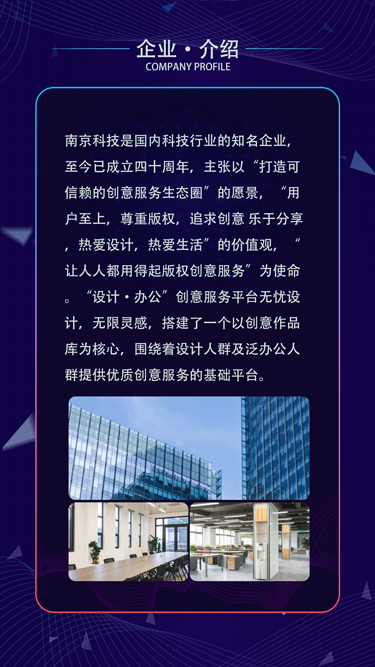 企业·介绍
COMPANY PROFILE
南京科技是国内科技行业的知名企业，
至今已成立四十周年，主张以“打造可
信赖的创意服务生态圈”的愿景，“用
户至上，尊重版权，追求创意 乐于分享
，热爱设计，热爱生活”的价值观，“
让人人都用得起版权创意服务”为使命
。“设计·办公”创意服务平台无忧设
计，无限灵感，搭建了一个以创意作品
库为核心，围绕着设计人群及泛办公人
群提供优质创意服务的基础平台。